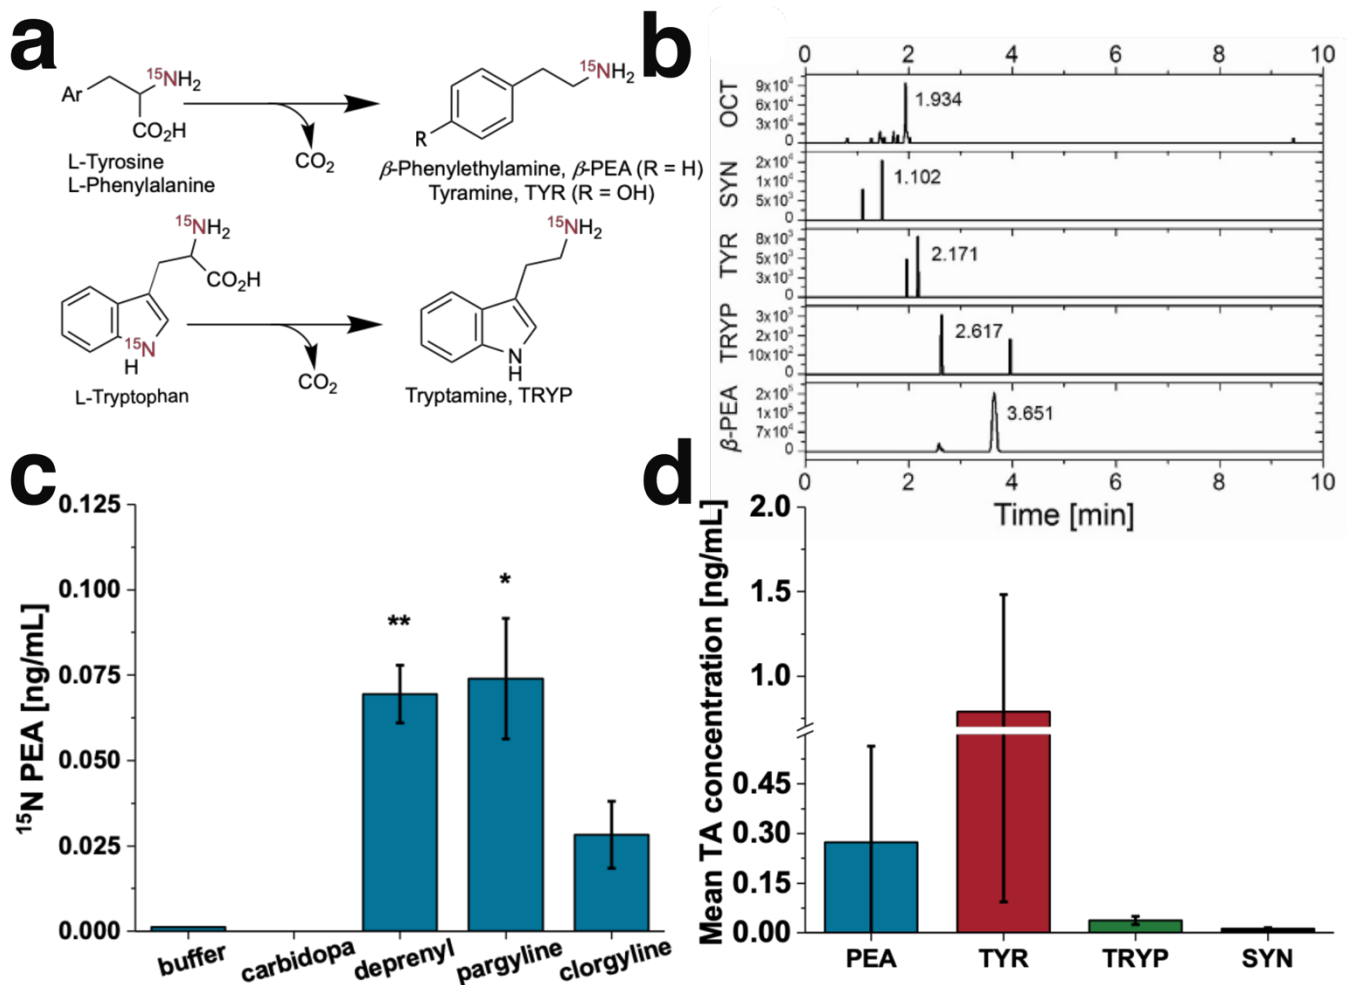 a
Ar
15NH2
CO2H
CO2
L-Tyrosine
L-Phenylalanine
15NH2
R
β-Phenylethylamine, β-PEA (R = H)
Tyramine, TYR (R = OH)
15NH2
CO2H
15N
H
CO2
L-Tryptophan
15NH2
N
H
Tryptamine, TRYP
b
0 2 4 6 8 10
OCT
9x10⁴
6x10⁴
3x10⁴
0
1.934
SYN
2x10⁴
1x10⁴
5x10³
0
1.102
TYR
8x10³
5x10³
3x10³
0
2.171
TRYP
3x10³
2x10³
10x10²
0
2.617
β-PEA
2x10⁵
1x10⁵
7x10⁴
0
3.651
0 2 4 6 8 10
Time [min]
c
15N PEA [ng/mL]
0.125
0.100
0.075
0.050
0.025
0.000
**
*
buffer carbidopa deprenyl pargyline clorgyline
d
Mean TA concentration [ng/mL]
2.0
1.5
1.0
0.45
0.30
0.15
0.00
PEA TYR TRYP SYN